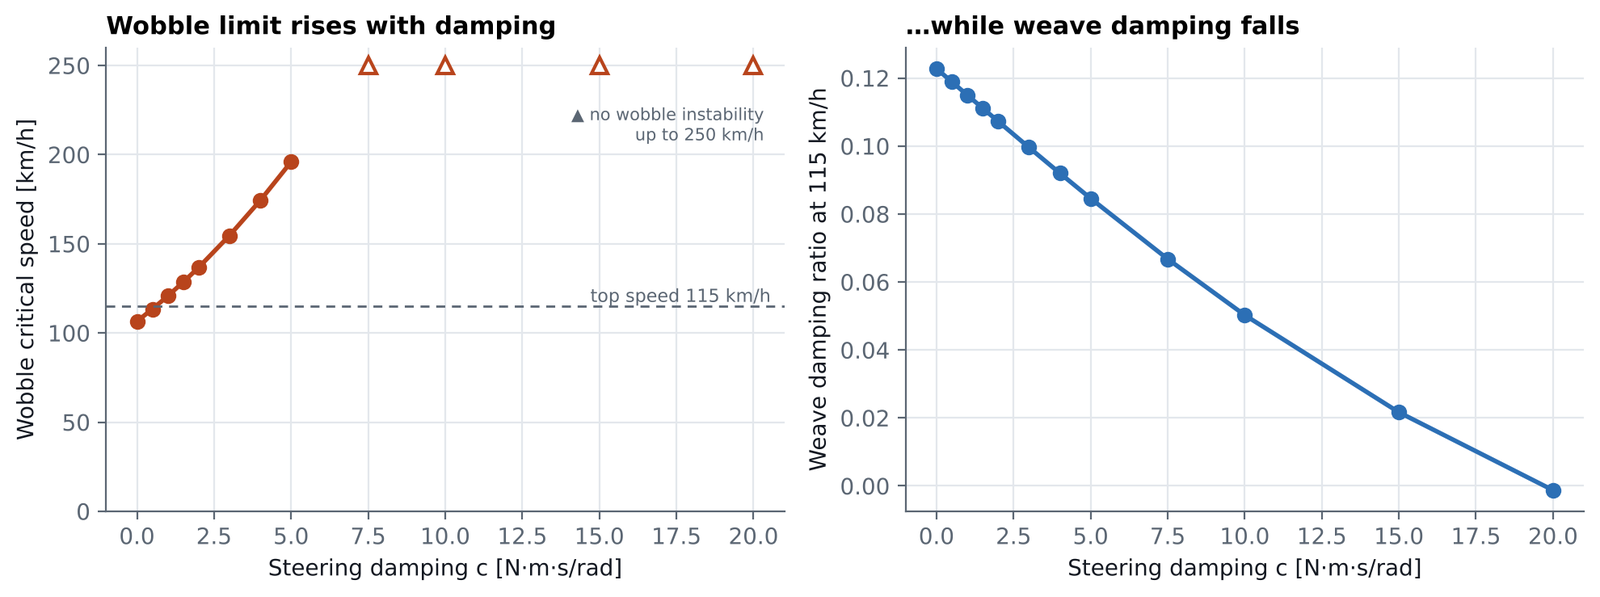 Wobble limit rises with damping
Wobble critical speed [km/h]
250
200
150
100
50
0
▲ no wobble instability
up to 250 km/h
top speed 115 km/h
0.0 2.5 5.0 7.5 10.0 12.5 15.0 17.5 20.0
Steering damping c [N·m·s/rad]
...while weave damping falls
Weave damping ratio at 115 km/h
0.12
0.10
0.08
0.06
0.04
0.02
0.00
0.0 2.5 5.0 7.5 10.0 12.5 15.0 17.5 20.0
Steering damping c [N·m·s/rad]